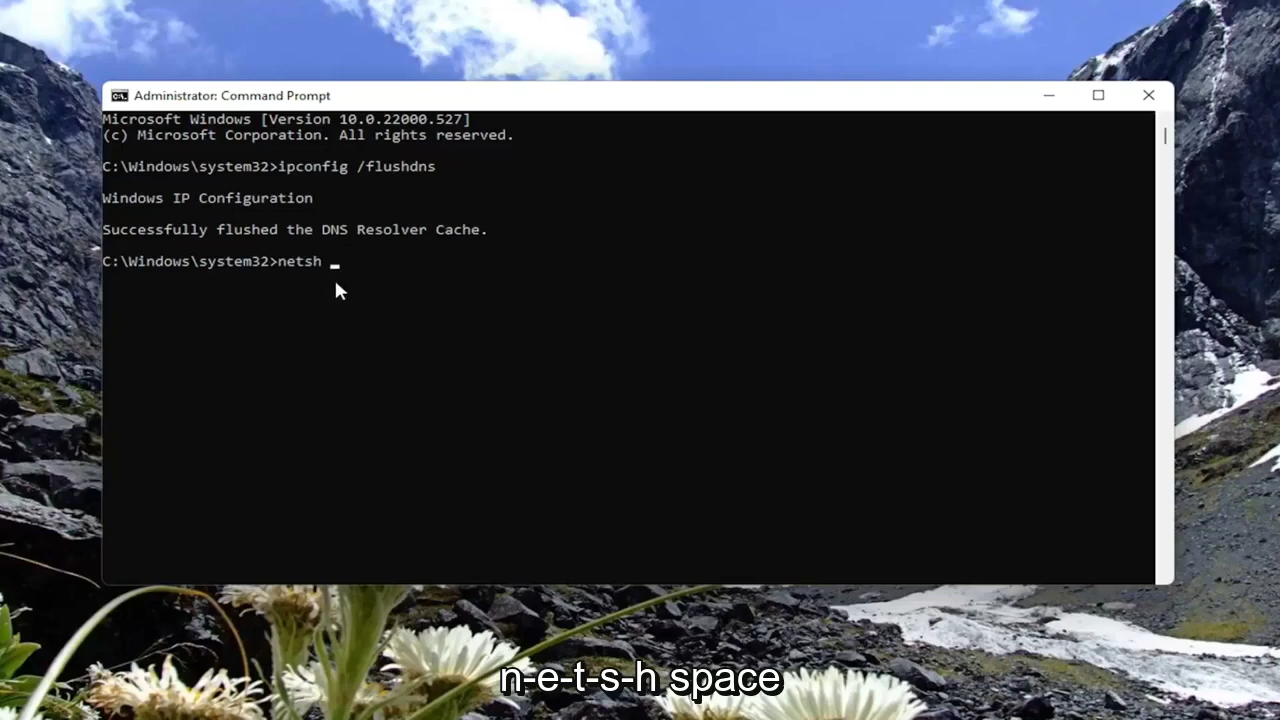 Administrator: Command Prompt
Microsoft Windows [Version 10.0.22000.527]
(c) Microsoft Corporation. All rights reserved.
C:\Windows\system32>ipconfig /flushdns
Windows IP Configuration
Successfully flushed the DNS Resolver Cache.
C:\Windows\system32>netsh
n-e-t-s-h space